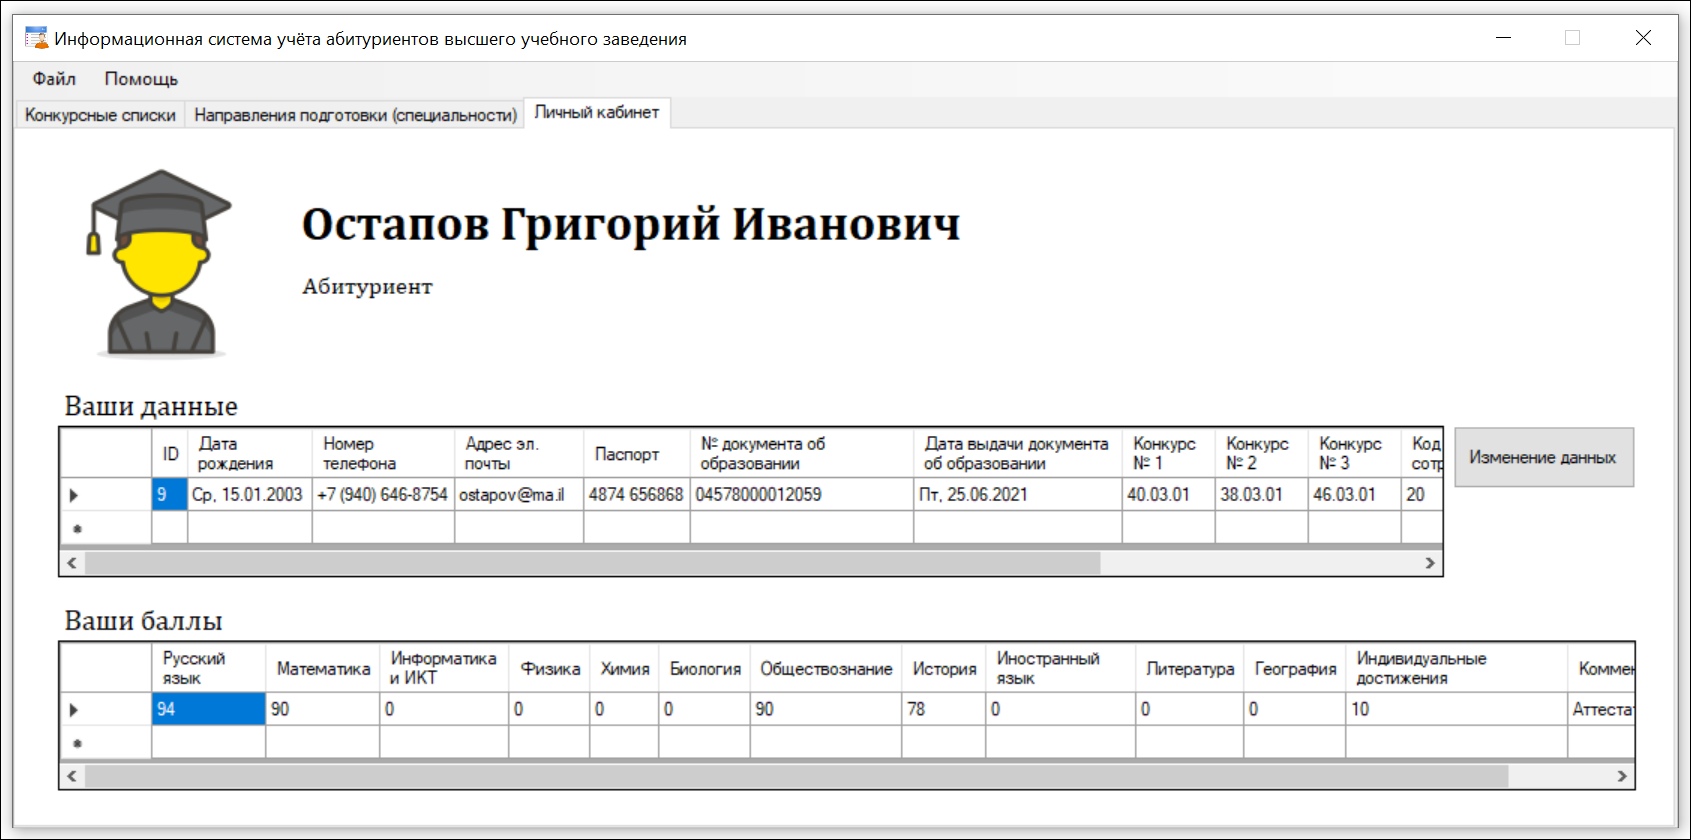 Информационная система учёта абитуриентов высшего учебного заведения
Файл Помощь
Конкурсные списки Направления подготовки (специальности) Личный кабинет
Остапов Григорий Иванович
Абитуриент
Ваши данные
ID Дата рождения Номер телефона Адрес эл. почты Паспорт № документа об образовании Дата выдачи документа об образовании Конкурс № 1 Конкурс № 2 Конкурс № 3 Код сотр
9 Ср, 15.01.2003 +7 (940) 646-8754 ostapov@ma.il 4874 656868 04578000012059 Пт, 25.06.2021 40.03.01 38.03.01 46.03.01 20
Изменение данных
Ваши баллы
Русский язык Математика Информатика и ИКТ Физика Химия Биология Обществознание История Иностранный язык Литература География Индивидуальные достижения Коммен
94 90 0 0 0 0 90 78 0 0 0 10 Аттеста